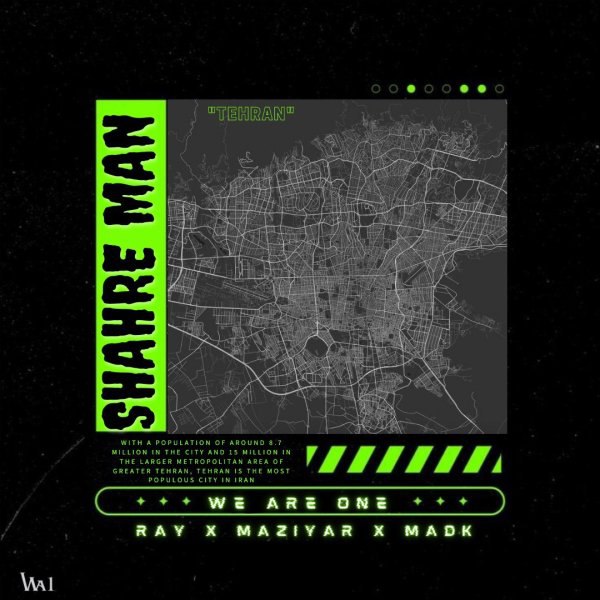 "TEHRAN"
SHAHRE MAN
WITH A POPULATION OF AROUND 8.7
MILLION IN THE CITY AND 15 MILLION IN
THE LARGER METROPOLITAN AREA OF
GREATER TEHRAN, TEHRAN IS THE MOST
POPULOUS CITY IN IRAN
WE ARE ONE
RAY X MAZIYAR X MADK
WA1